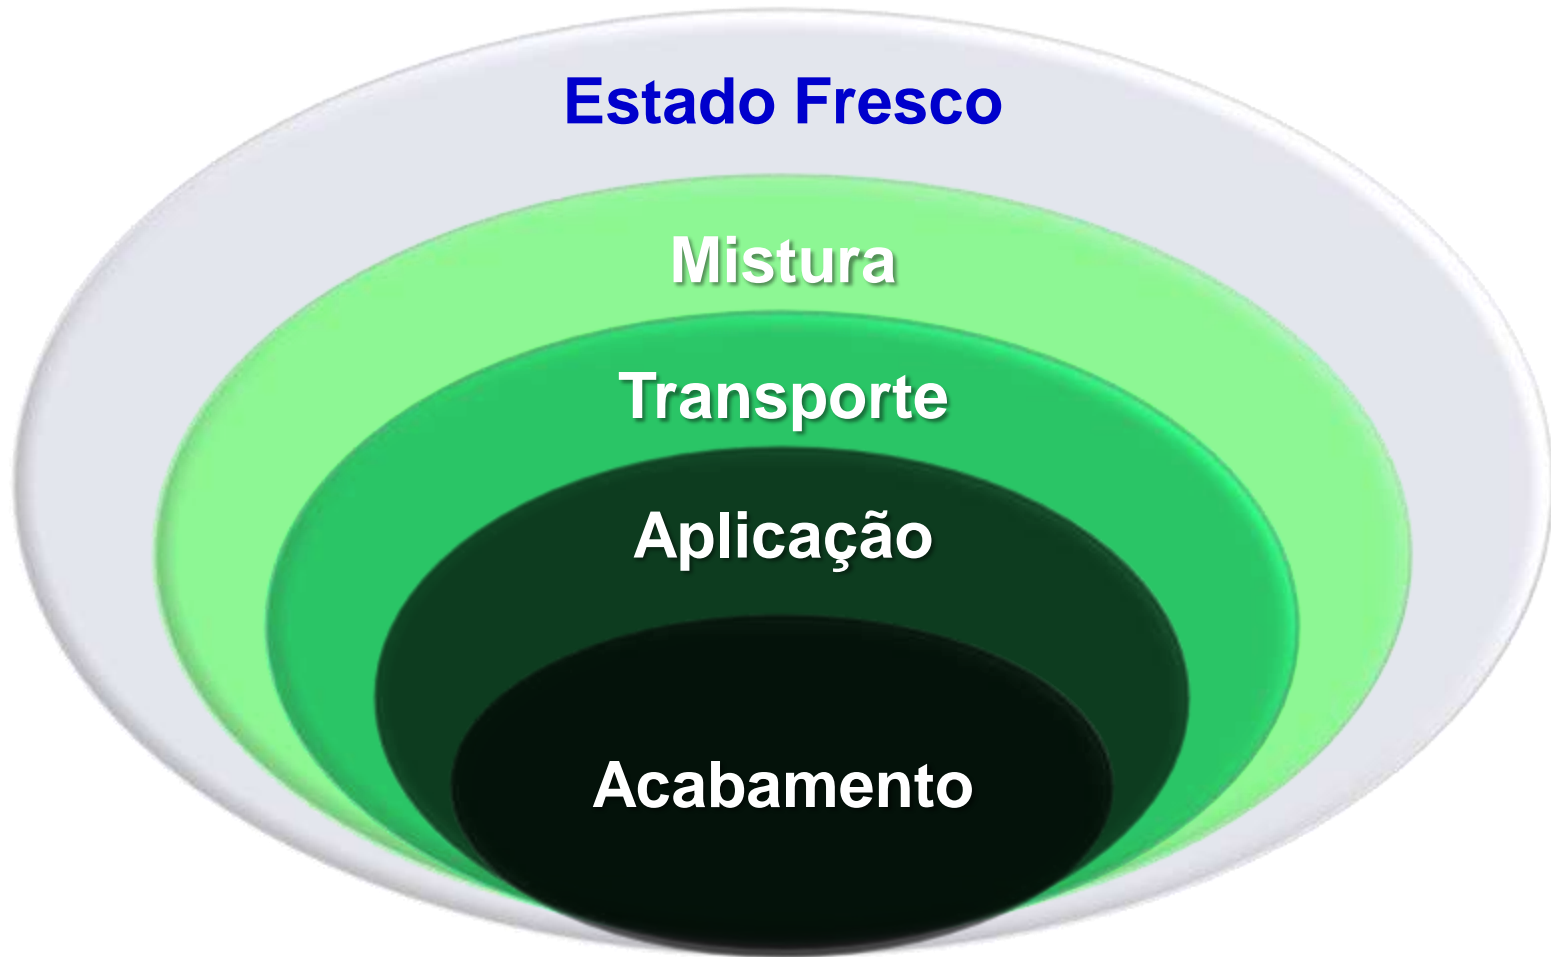 Estado Fresco
Mistura
Transporte
Aplicação
Acabamento